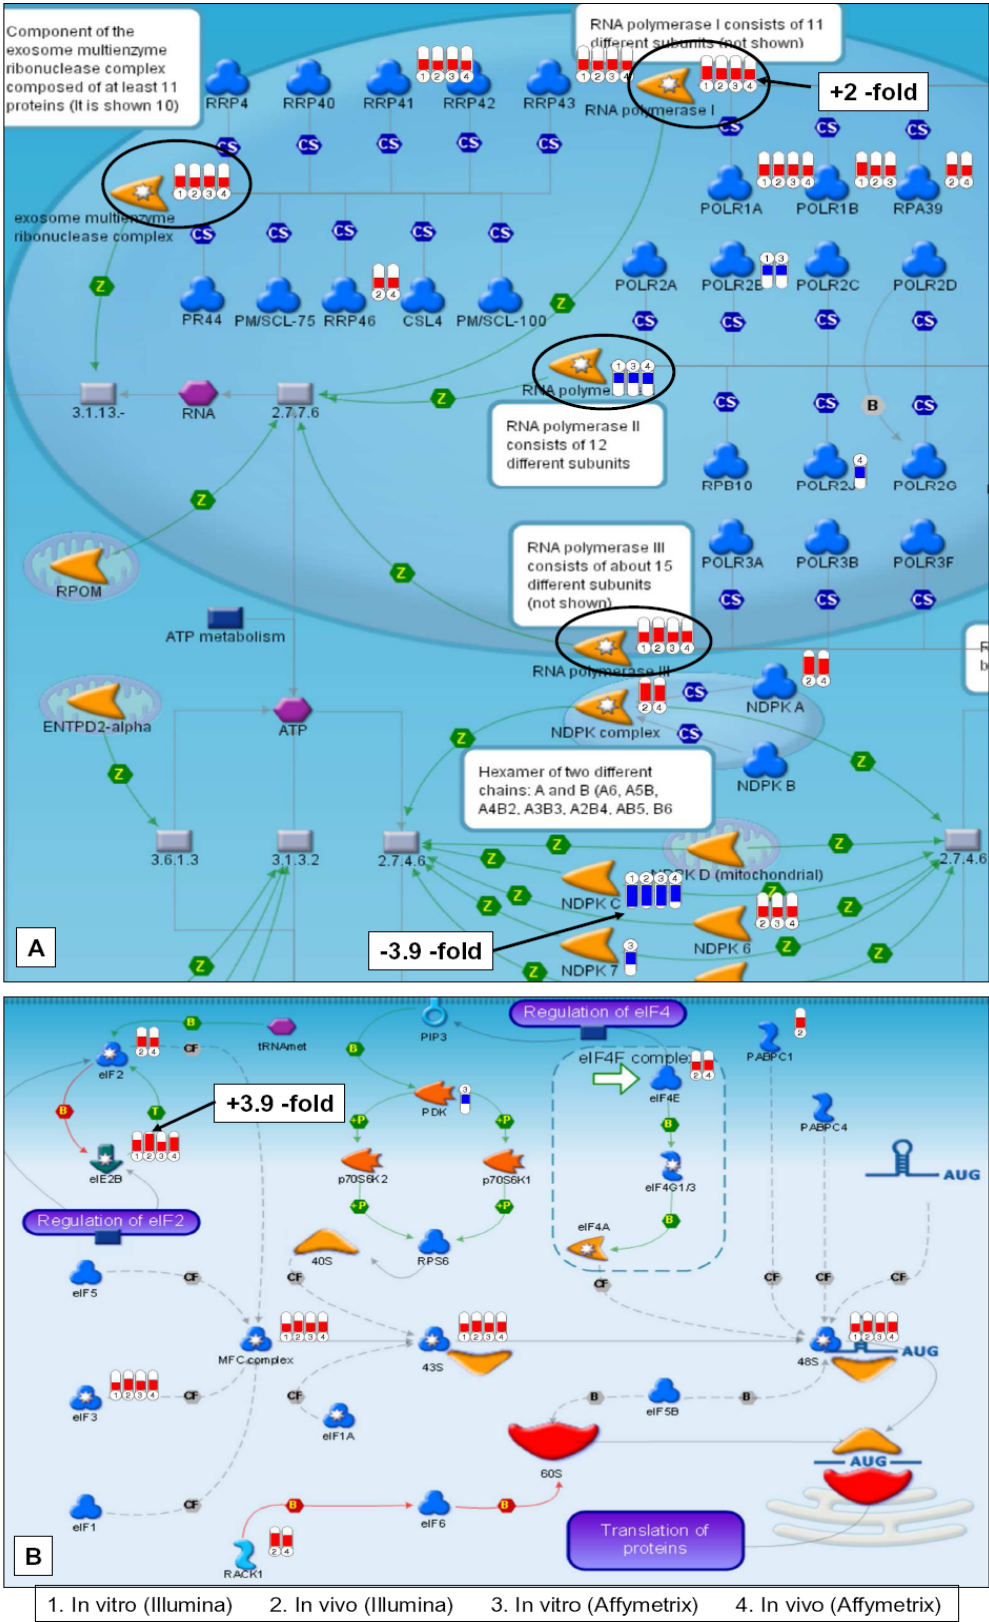 Component of the
exosome multienzyme
ribonuclease complex
composed of at least 11
proteins (It is shown 10)
RNA polymerase I consists of 11
different subunits (not shown)
RRP4
RRP40
RRP41
RRP42
RRP43
RNA polymerase I
+2 -fold
exosome multienzyme
ribonuclease complex
POLR1A
POLR1B
RPA39
PR44
PM/SCL-75
RRP46
CSL4
PM/SCL-100
POLR2A
POLR2B
POLR2C
POLR2D
3.1.13.-
RNA
2.7.7.6
RNA polyme
RNA polymerase II
consists of 12
different subunits
RPB10
POLR2J
POLR2G
RPOM
RNA polymerase III
consists of about 15
different subunits
(not shown)
POLR3A
POLR3B
POLR3F
ATP metabolism
RNA polymerase III
ENTPD2-alpha
ATP
NDPK complex
NDPK A
NDPK B
Hexamer of two different
chains: A and B (A6, A5B,
A4B2, A3B3, A2B4, AB5, B6
3.6.1.3
3.1.3.2
2.7.4.6
2.7.4.6
NDPK D (mitochondrial)
NDPK C
NDPK 6
NDPK 7
-3.9 -fold
A
Regulation of eIF4
PIP3
tRNAmet
eIF2
eIF4F complex
PABPC1
PDK
eIF4E
+3.9 -fold
PABPC4
eIE2B
p70S6K2
p70S6K1
eIF4G1/3
AUG
Regulation of eIF2
eIF4A
40S
RPS6
eIF5
MFC complex
43S
48S
AUG
eIF3
eIF1A
eIF5B
60S
AUG
eIF1
eIF6
RACK1
Translation of
proteins
B
1. In vitro (Illumina) 2. In vivo (Illumina) 3. In vitro (Affymetrix) 4. In vivo (Affymetrix)